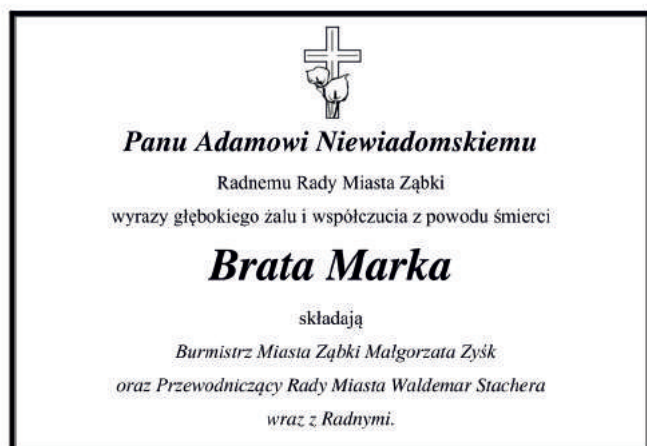 Panu Adamowi Niewiadomskiemu
Radnemu Rady Miasta Ząbki
wyrazy głębokiego żalu i współczucia z powodu śmierci
Brata Marka
składają
Burmistrz Miasta Ząbki Małgorzata Zyśk
oraz Przewodniczący Rady Miasta Waldemar Stachera
wraz z Radnymi.